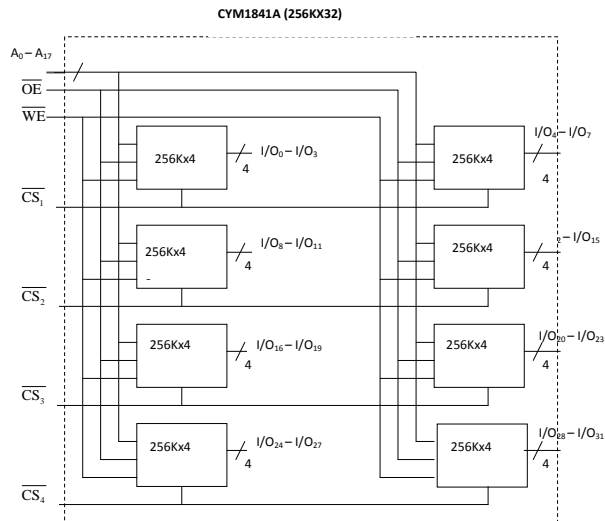 CYM1841A (256KX32)
A₀ – A₁₇
OE
WE
256Kx4
I/O₀ – I/O₃
4
256Kx4
I/O₄ – I/O₇
4
CS₁
256Kx4
-
I/O₈ – I/O₁₁
4
256Kx4
– I/O₁₅
4
CS₂
256Kx4
I/O₁₆ – I/O₁₉
4
256Kx4
I/O₂₀ – I/O₂₃
4
CS₃
256Kx4
I/O₂₄ – I/O₂₇
4
256Kx4
I/O₂₈ – I/O₃₁
4
CS₄